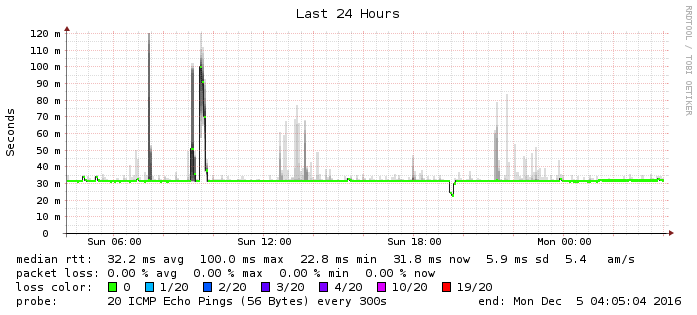 Last 24 Hours
RRDTOOL / TOBI OETIKER
Seconds
120 m
110 m
100 m
90 m
80 m
70 m
60 m
50 m
40 m
30 m
20 m
10 m
0
Sun 06:00 Sun 12:00 Sun 18:00 Mon 00:00
median rtt: 32.2 ms avg 100.0 ms max 22.8 ms min 31.8 ms now 5.9 ms sd 5.4 am/s
packet loss: 0.00 % avg 0.00 % max 0.00 % min 0.00 % now
loss color: 0 1/20 2/20 3/20 4/20 10/20 19/20
probe: 20 ICMP Echo Pings (56 Bytes) every 300s end: Mon Dec 5 04:05:04 2016